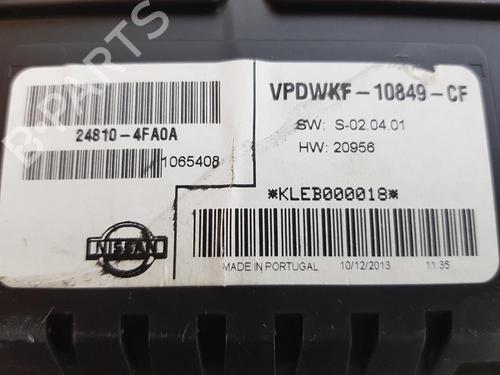 24810-4FA0A
1065408
NISSAN
VPDWKF-10849-CF
SW: S-02.04.01
HW: 20956
*KLEB000018*
MADE IN PORTUGAL 10/12/2013 11:35
B-PARTS